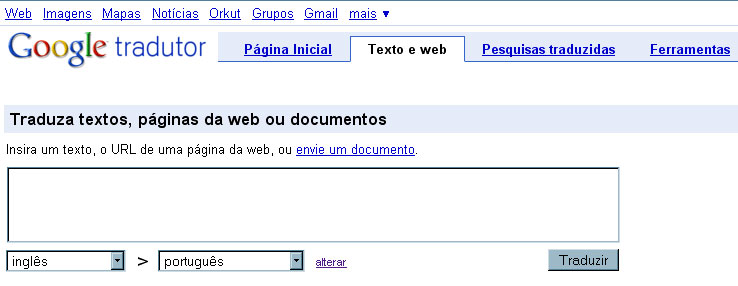 Web Imagens Mapas Notícias Orkut Grupos Gmail mais ▼
Google tradutor
Página Inicial Texto e web Pesquisas traduzidas Ferramentas
Traduza textos, páginas da web ou documentos
Insira um texto, o URL de uma página da web, ou envie um documento.
inglês > português alterar Traduzir